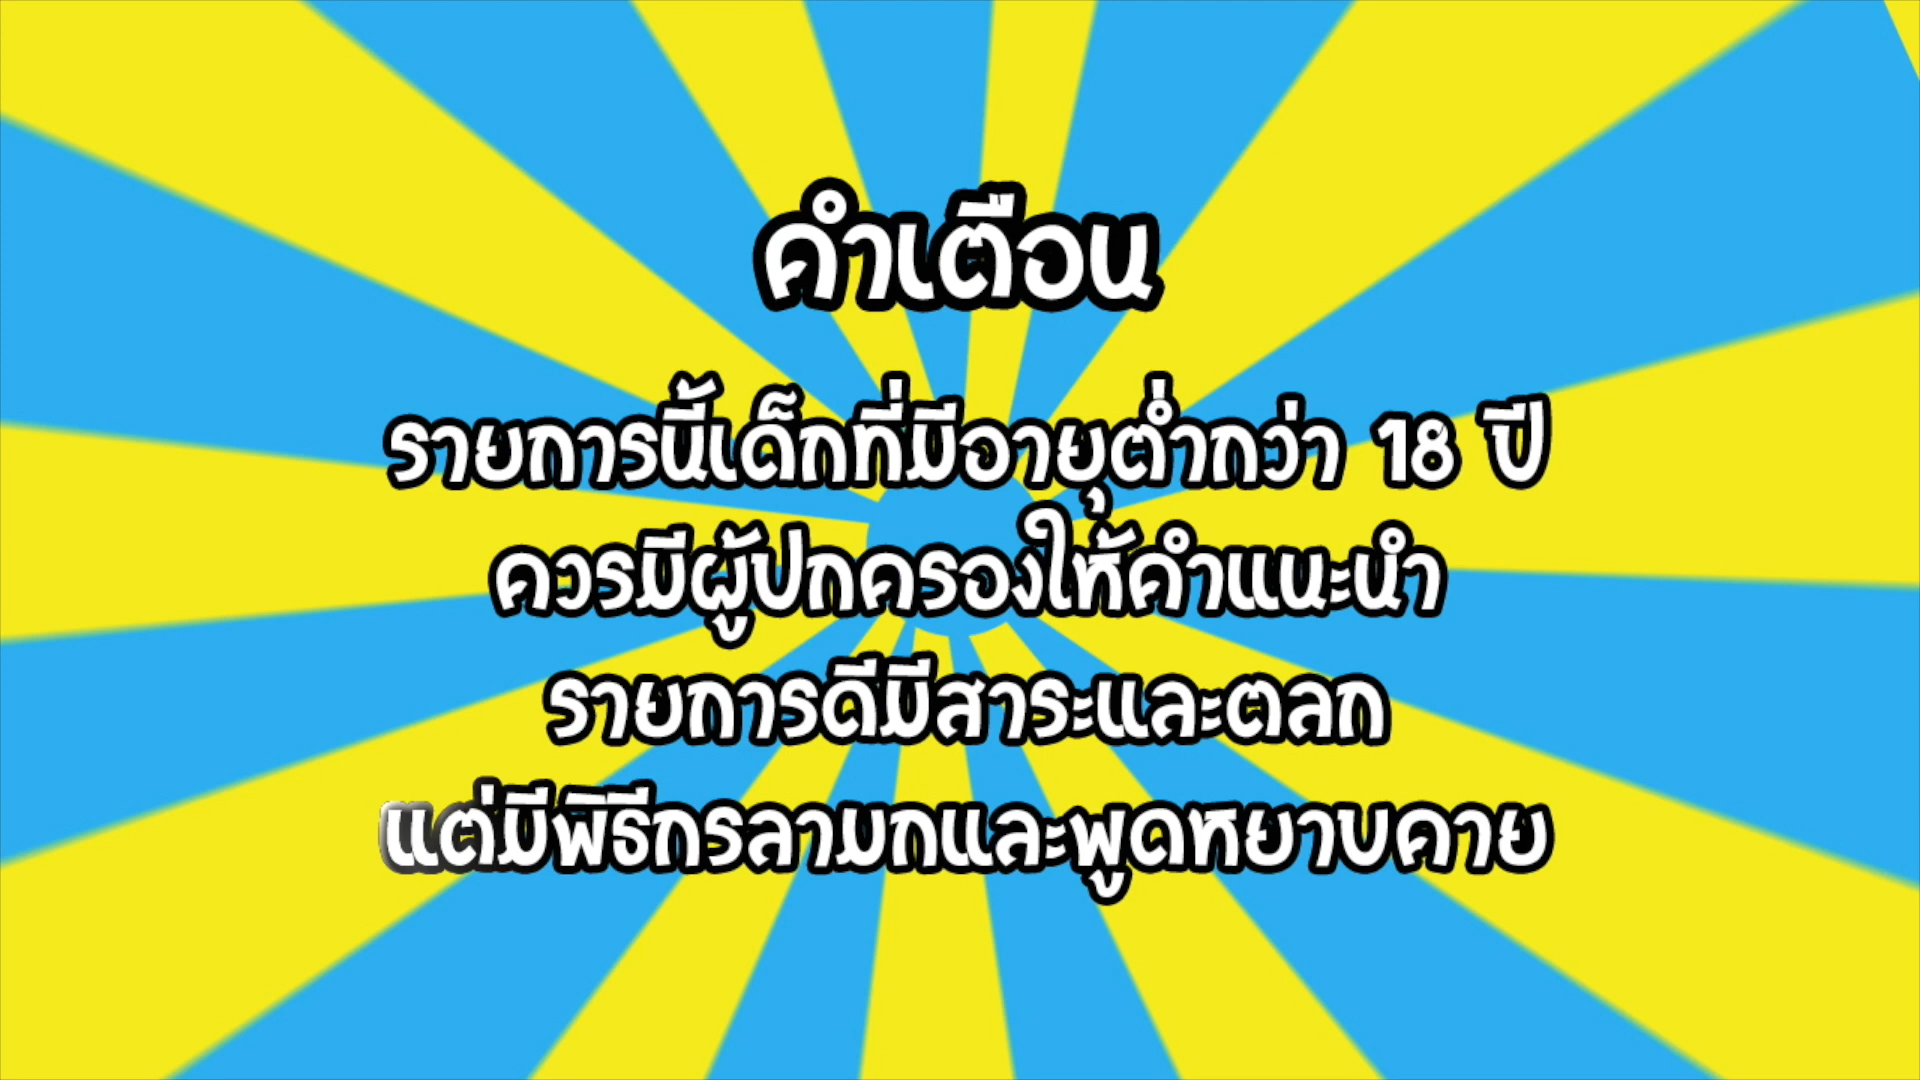 คำเตือน
รายการนี้เด็กที่มีอายุต่ำกว่า 18 ปี
ควรมีผู้ปกครองให้คำแนะนำ
รายการดีมีสาระและตลก
แต่มีพิธีกรลามกและพูดหยาบคาย